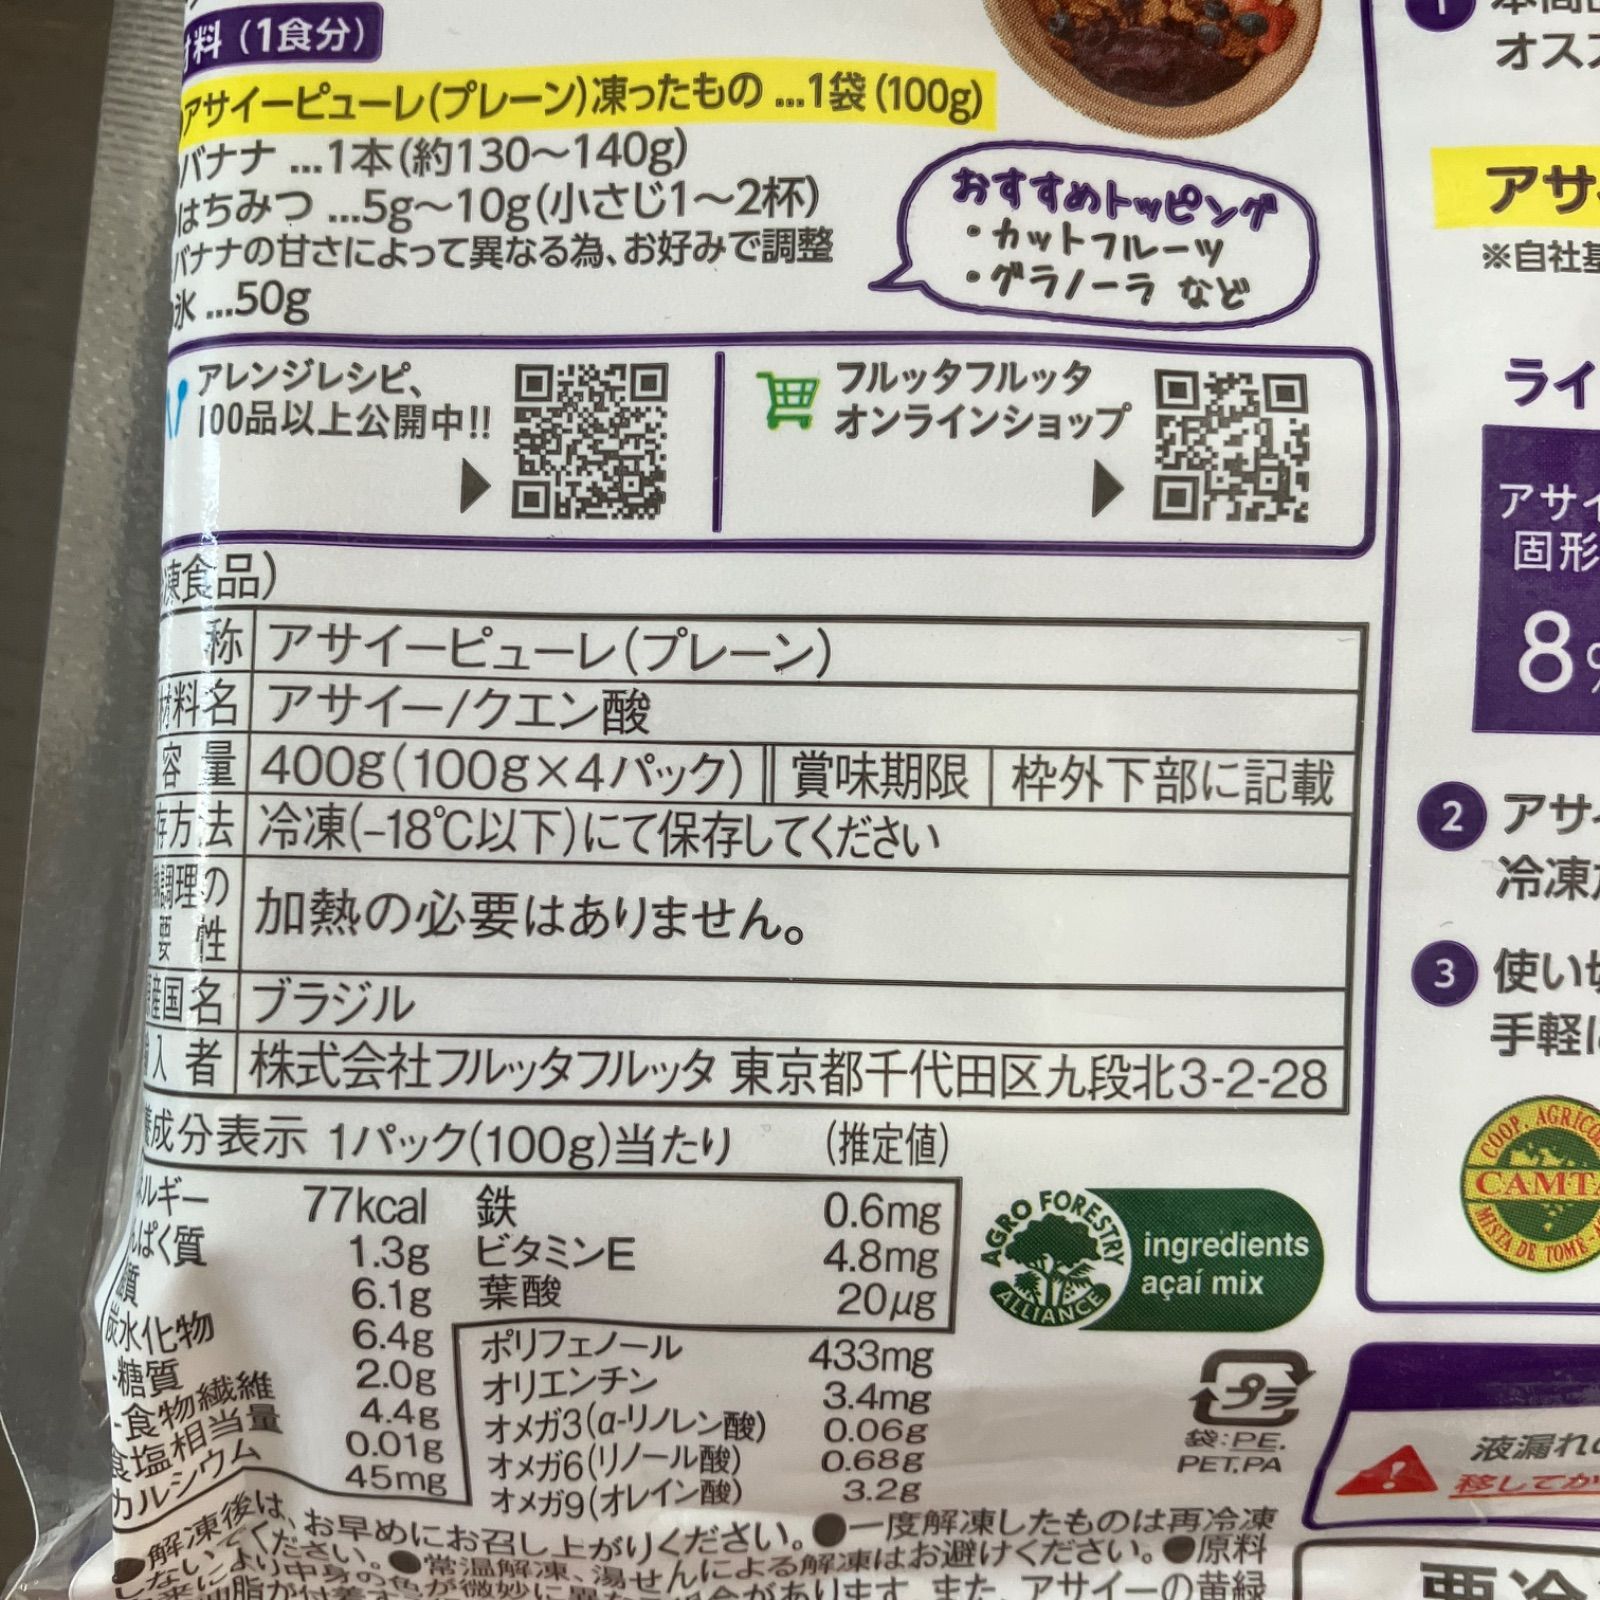 料（1食分）
アサイーピューレ(プレーン)凍ったもの …1袋(100g)
バナナ …1本(約130～140g)
はちみつ …5g～10g(小さじ1～2杯)
バナナの甘さによって異なる為、お好みで調整
氷 …50g
おすすめトッピング
・カットフルーツ
・グラノーラ など
アレンジレシピ、
100品以上公開中!!
フルッタフルッタ
オンラインショップ
凍食品)
称 アサイーピューレ(プレーン)
材料名 アサイー/クエン酸
容量 400g(100g×4パック) 賞味期限 枠外下部に記載
存方法 冷凍(-18℃以下)にて保存してください
調理の
要性 加熱の必要はありません。
産国名 ブラジル
入者 株式会社フルッタフルッタ 東京都千代田区九段北3-2-28
養成分表示 1パック(100g)当たり (推定値)
ルギー 77kcal 鉄 0.6mg
ぱく質 1.3g ビタミンE 4.8mg
質 6.1g 葉酸 20μg
炭水化物 6.4g ポリフェノール 433mg
-糖質 2.0g オリエンチン 3.4mg
-食物繊維 4.4g オメガ3(α-リノレン酸) 0.06g
食塩相当量 0.01g オメガ6(リノール酸) 0.68g
カルシウム 45mg オメガ9(オレイン酸) 3.2g
AGRO FORESTRY
ALLIANCE
ingredients
açaí mix
プラ
袋:PE,
PET,PA
●解凍後は、お早めにお召し上がりください。●一度解凍したものは再冷凍
しないでください。●常温解凍、湯せんによる解凍はお避けください。●原料
1
オス
アサ
※自社基
ライ
アサイ
固形
8%
2 アサ
冷凍
3 使い
手軽に
COOP. AGRICO
CAMTA
MISTA DE TOME-
液漏れ
移してか
要冷